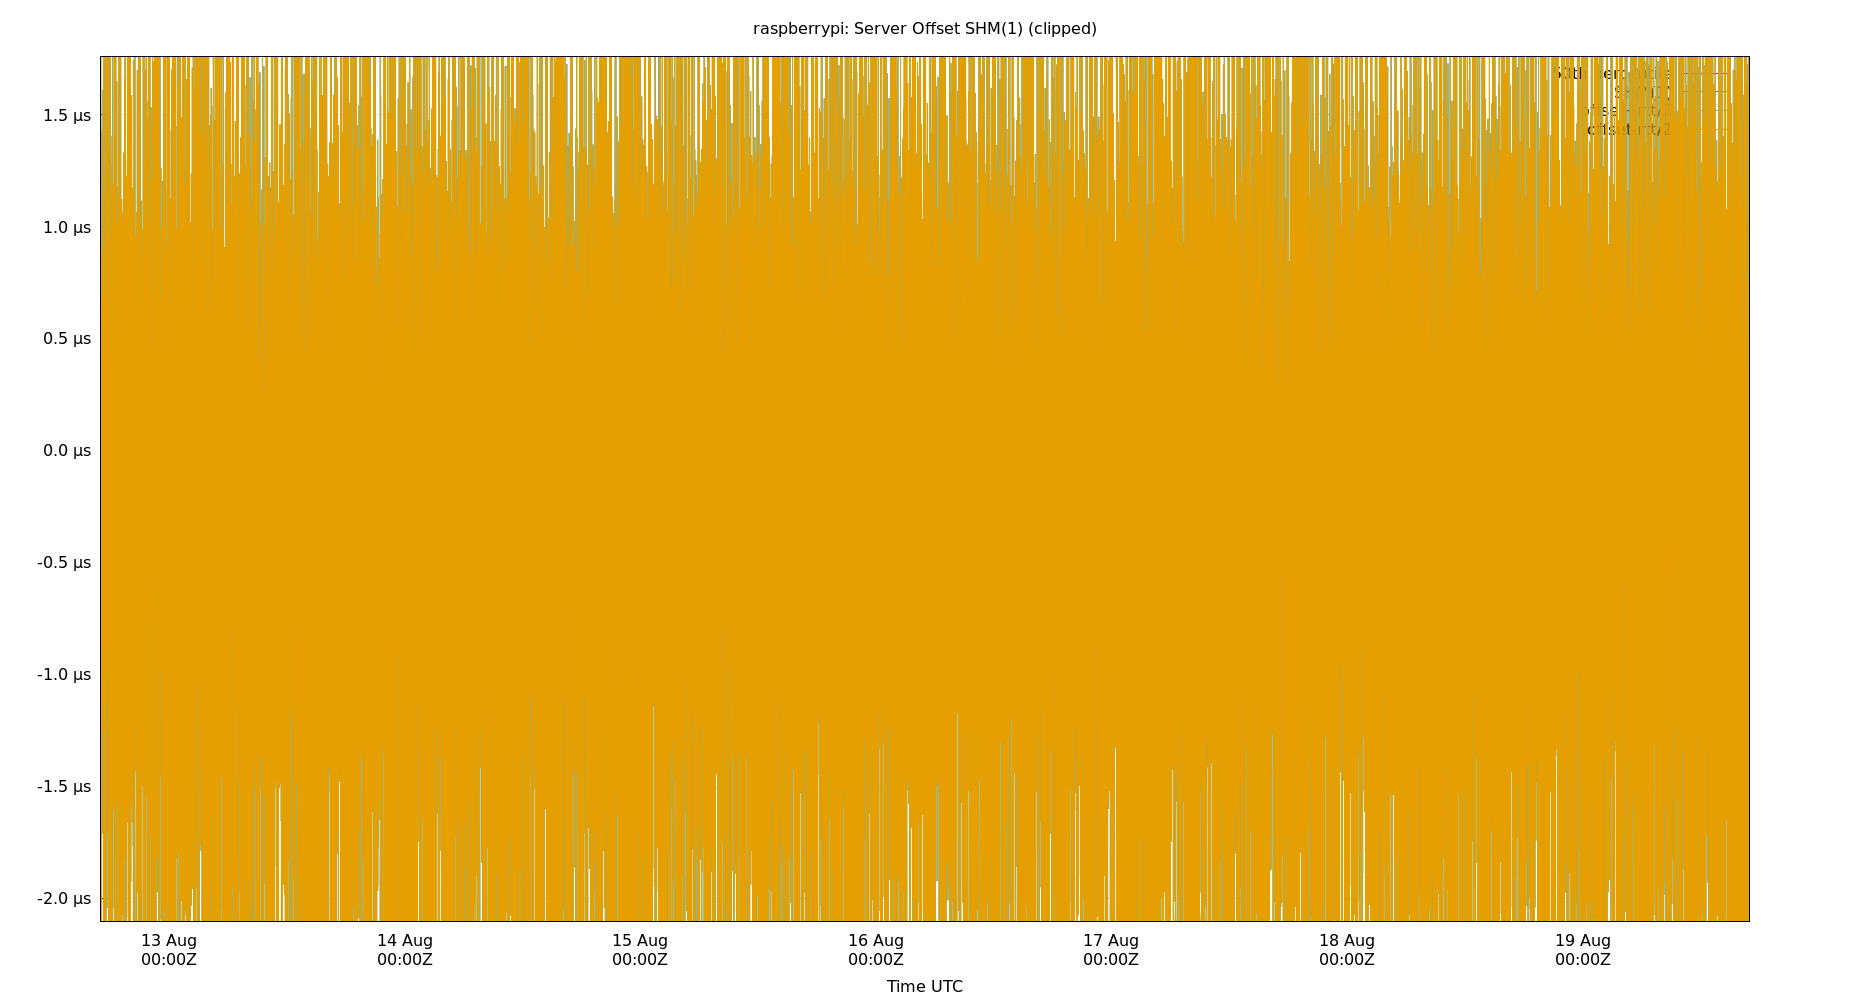 raspberrypi: Server Offset SHM(1) (clipped)
1.5 µs
1.0 µs
0.5 µs
0.0 µs
-0.5 µs
-1.0 µs
-1.5 µs
-2.0 µs
13 Aug 14 Aug 15 Aug 16 Aug 17 Aug 18 Aug 19 Aug
00:00Z 00:00Z 00:00Z 00:00Z 00:00Z 00:00Z 00:00Z
Time UTC